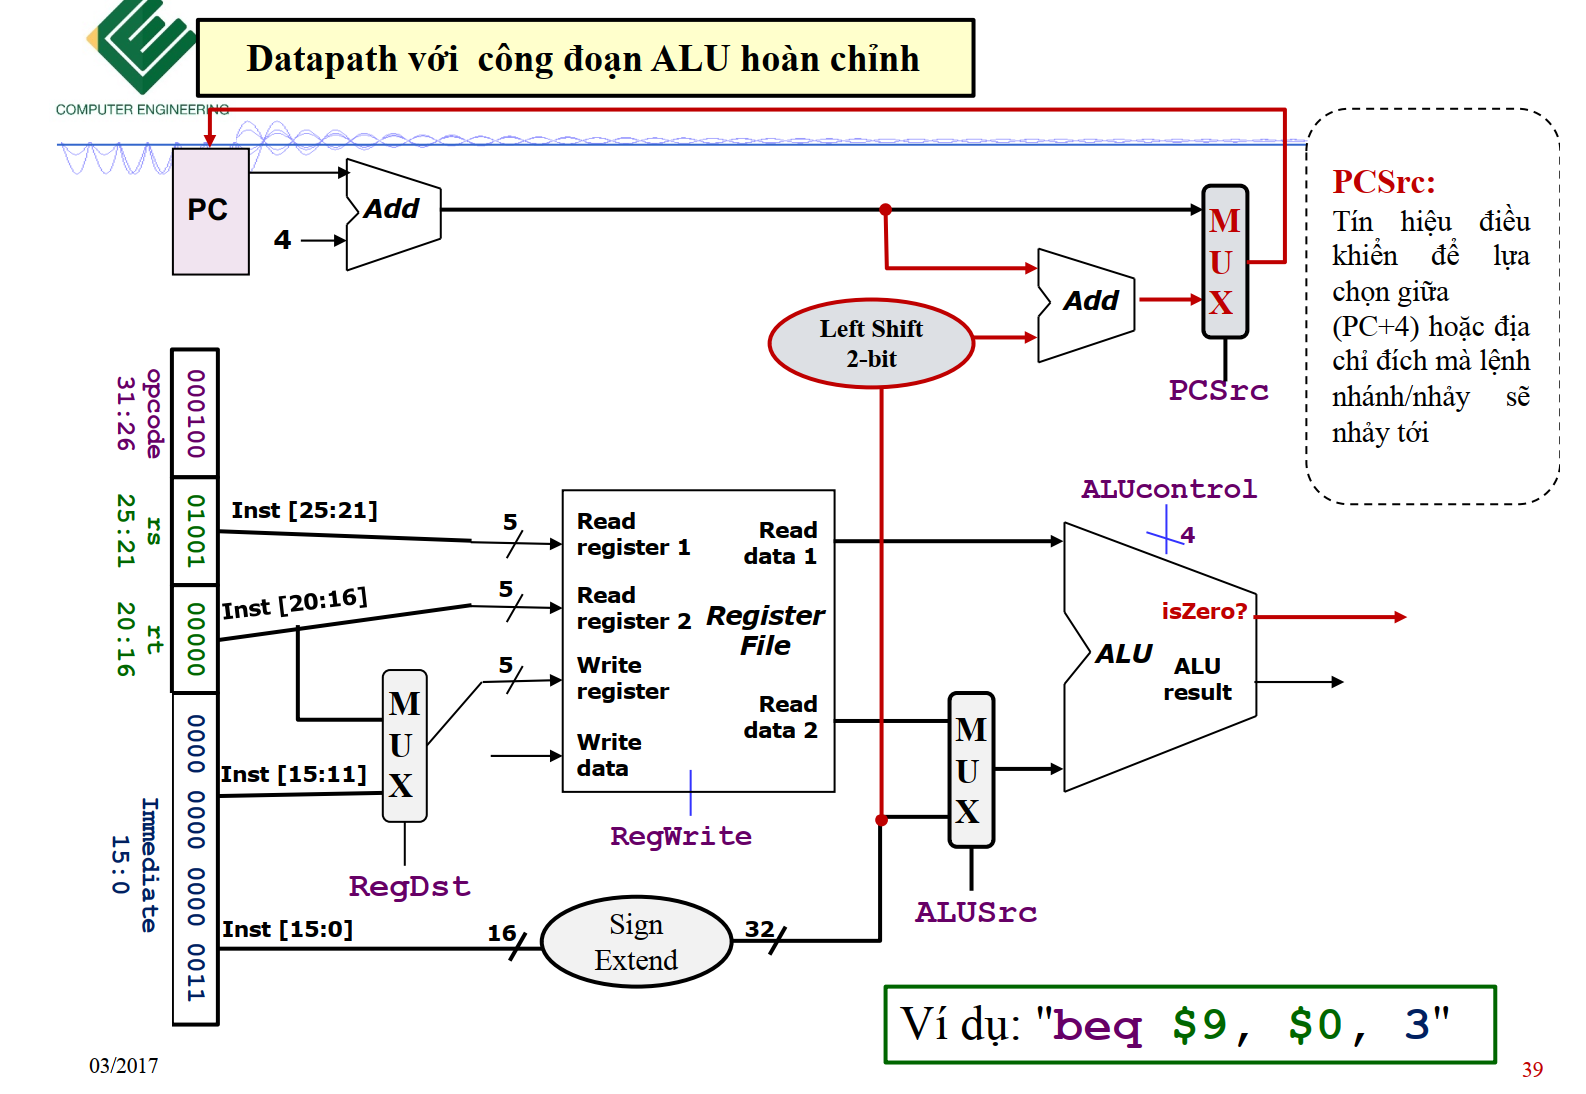 Datapath với công đoạn ALU hoàn chỉnh
COMPUTER ENGINEERING
PC
4
Add
Add
Left Shift
2-bit
M
U
X
PCSrc
PCSrc:
Tín hiệu điều
khiển để lựa
chọn giữa
(PC+4) hoặc địa
chỉ đích mà lệnh
nhánh/nhảy sẽ
nhảy tới
opcode
31:26
000100
rs
25:21
01001
rt
20:16
00000
Immediate
15:0
0000 0000 0000 0011
Inst [25:21]
5
Inst [20:16]
5
5
Inst [15:11]
M
U
X
RegDst
Inst [15:0]
16
Sign
Extend
32
Read
register 1
Read
register 2
Write
register
Write
data
Read
data 1
Register
File
Read
data 2
RegWrite
M
U
X
ALUSrc
ALUcontrol
4
isZero?
ALU
ALU
result
Ví dụ: "beq $9, $0, 3"
03/2017
39